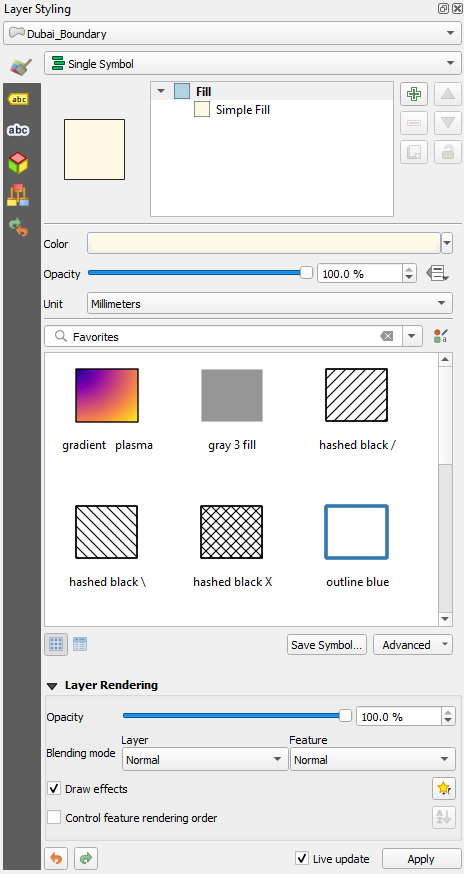 Layer Styling
Dubai_Boundary
Single Symbol
abc
abc
Fill
Simple Fill
Color
Opacity
100.0 %
Unit
Millimeters
Favorites
a
gradient plasma
gray 3 fill
hashed black /
hashed black \
hashed black X
outline blue
Save Symbol...
Advanced
Layer Rendering
Opacity
100.0 %
Layer
Feature
Blending mode
Normal
Normal
Draw effects
Control feature rendering order
A
Z
Live update
Apply